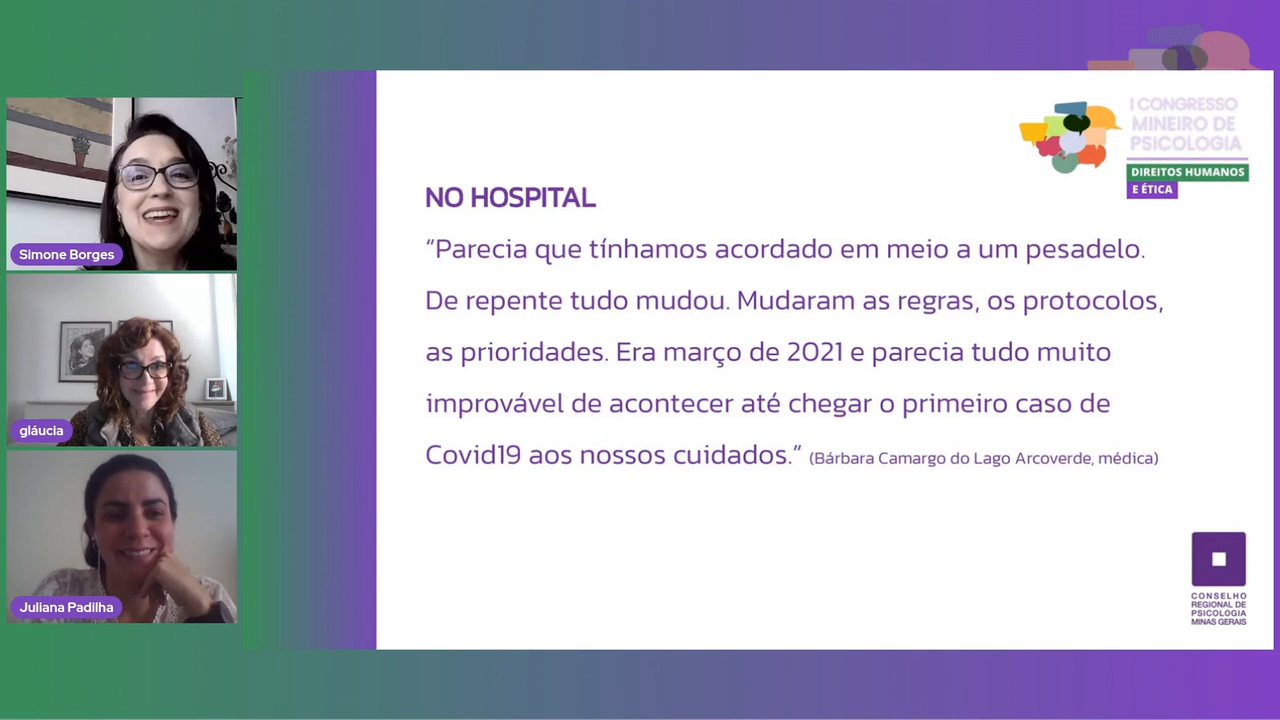 I CONGRESSO
MINEIRO DE
PSICOLOGIA
DIREITOS HUMANOS
E ÉTICA
NO HOSPITAL
“Parecia que tínhamos acordado em meio a um pesadelo.
De repente tudo mudou. Mudaram as regras, os protocolos,
as prioridades. Era março de 2021 e parecia tudo muito
improvável de acontecer até chegar o primeiro caso de
Covid19 aos nossos cuidados.” (Bárbara Camargo do Lago Arcoverde, médica)
Simone Borges
gláucia
Juliana Padilha
CONSELHO
REGIONAL DE
PSICOLOGIA
MINAS GERAIS